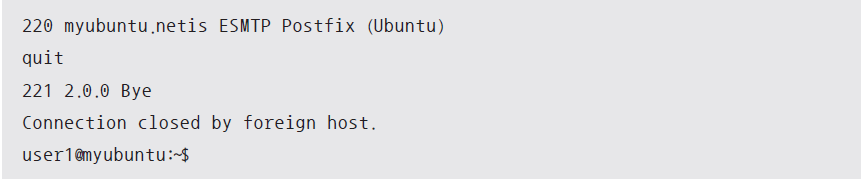 220 myubuntu.netis ESMTP Postfix (Ubuntu)
quit
221 2.0.0 Bye
Connection closed by foreign host.
user1@myubuntu:~$